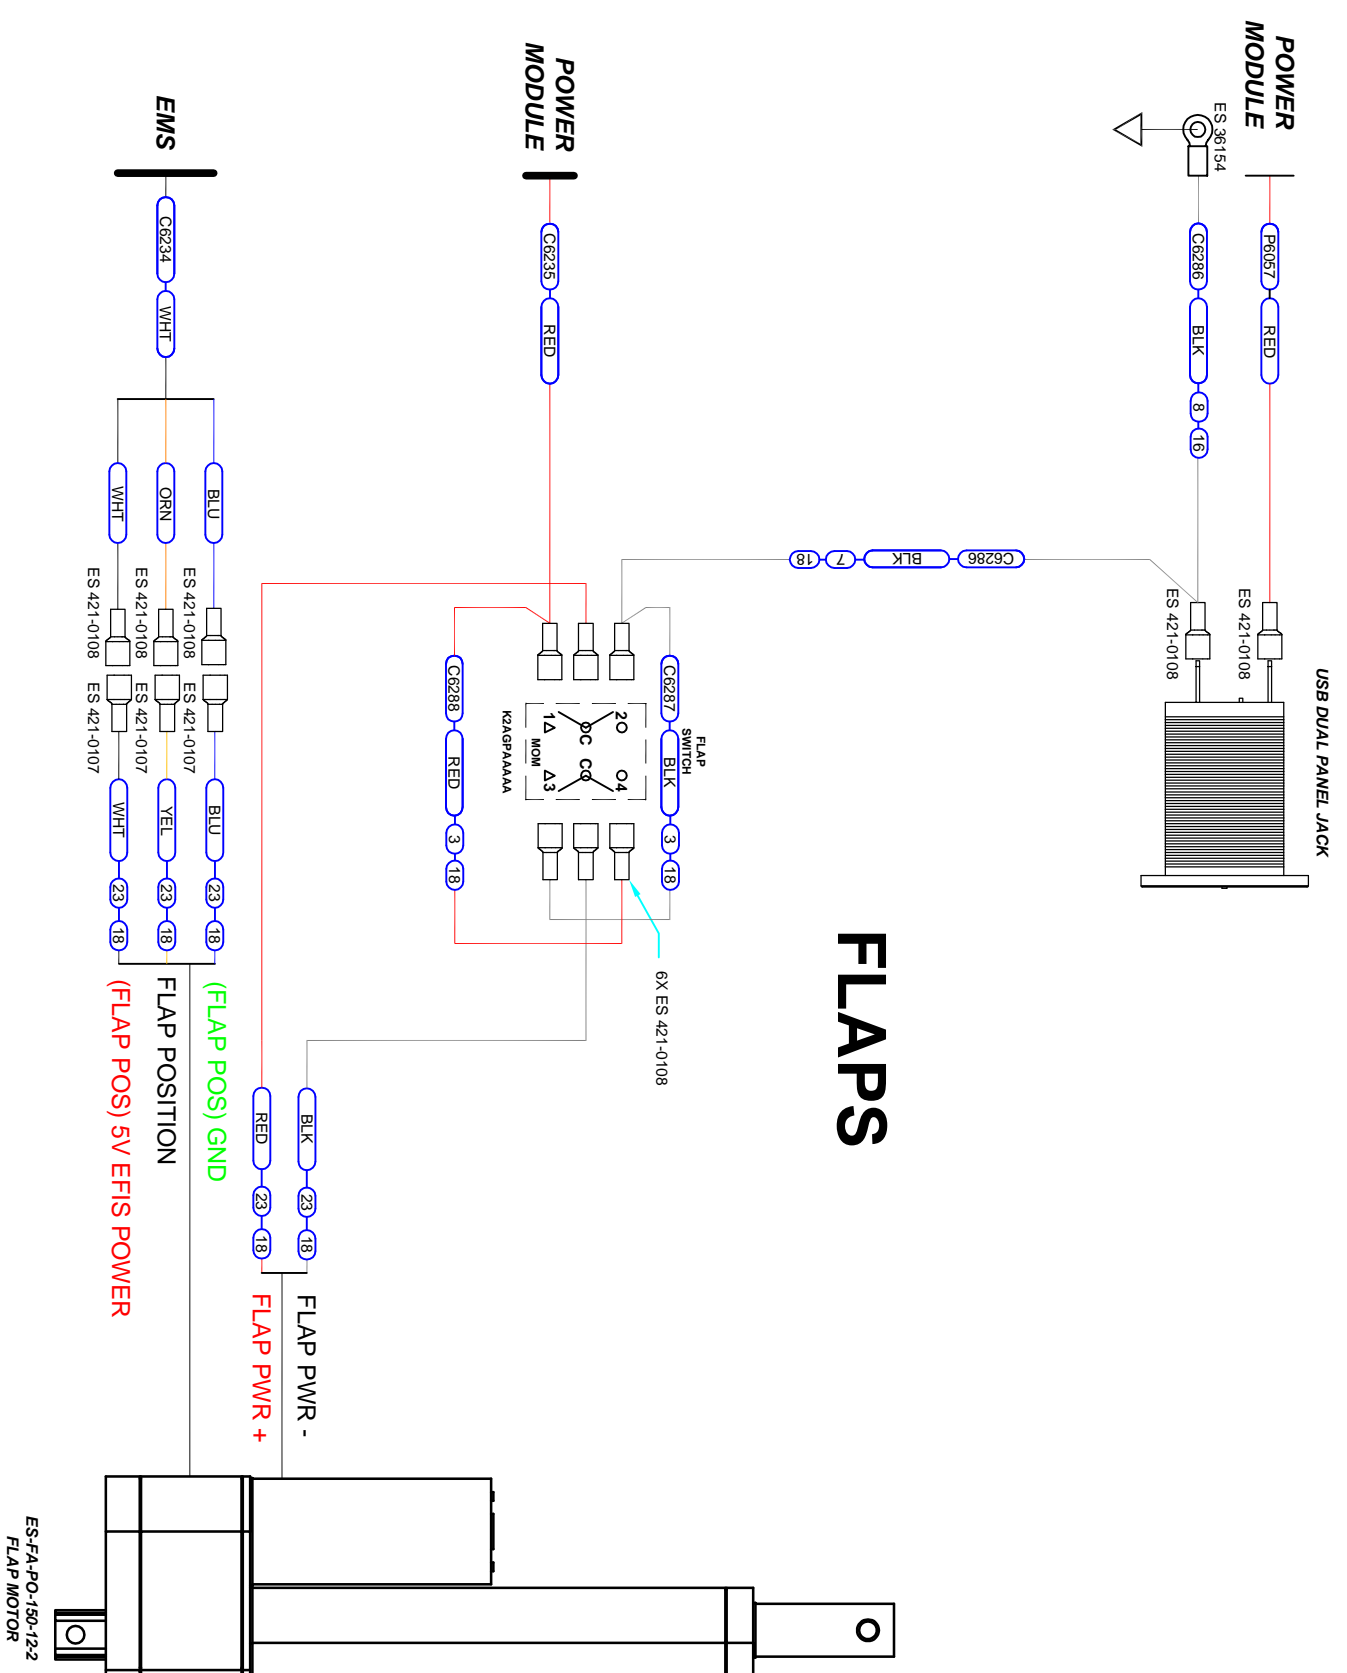 FLAPS
POWER
MODULE
P6057 RED
ES 421-0108
USB DUAL PANEL JACK
ES 36154
C6286 BLK 8 16
ES 421-0108
C6286 BLK 7 18
POWER
MODULE
C6235 RED
C6287 BLK 3 18
FLAP
SWITCH
2 4
C C
1 3
MOM
K2AGPAAAAA
C6288 RED 3 18
6X ES 421-0108
BLK 23 18
FLAP PWR -
RED 23 18
FLAP PWR +
EMS
C6234 WHT
BLU ES 421-0108 ES 421-0107 BLU 23 18
(FLAP POS) GND
ORN ES 421-0108 ES 421-0107 YEL 23 18
FLAP POSITION
WHT ES 421-0108 ES 421-0107 WHT 23 18
(FLAP POS) 5V EFIS POWER
ES-FA-PO-150-12-2
FLAP MOTOR